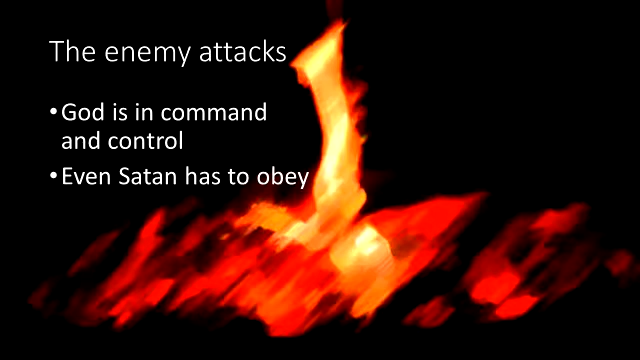 The enemy attacks
•God is in command
and control
•Even Satan has to obey